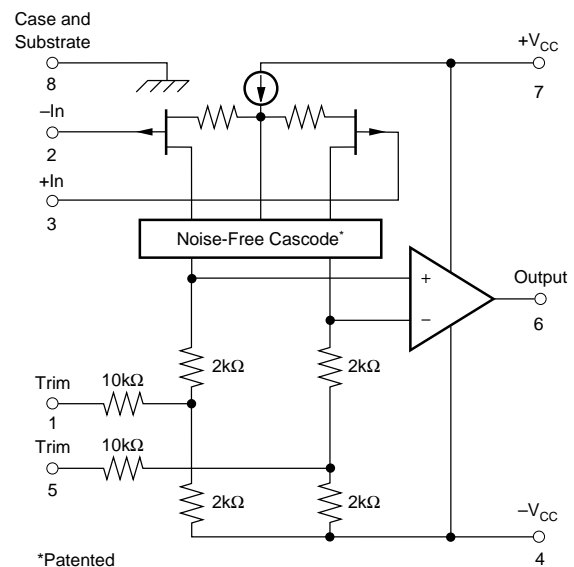 Case and
Substrate
8
–In
2
+In
3
+V_CC
7
Noise-Free Cascode*
+
–
Output
6
2kΩ
2kΩ
Trim
10kΩ
1
Trim
10kΩ
5
2kΩ
2kΩ
–V_CC
4
*Patented